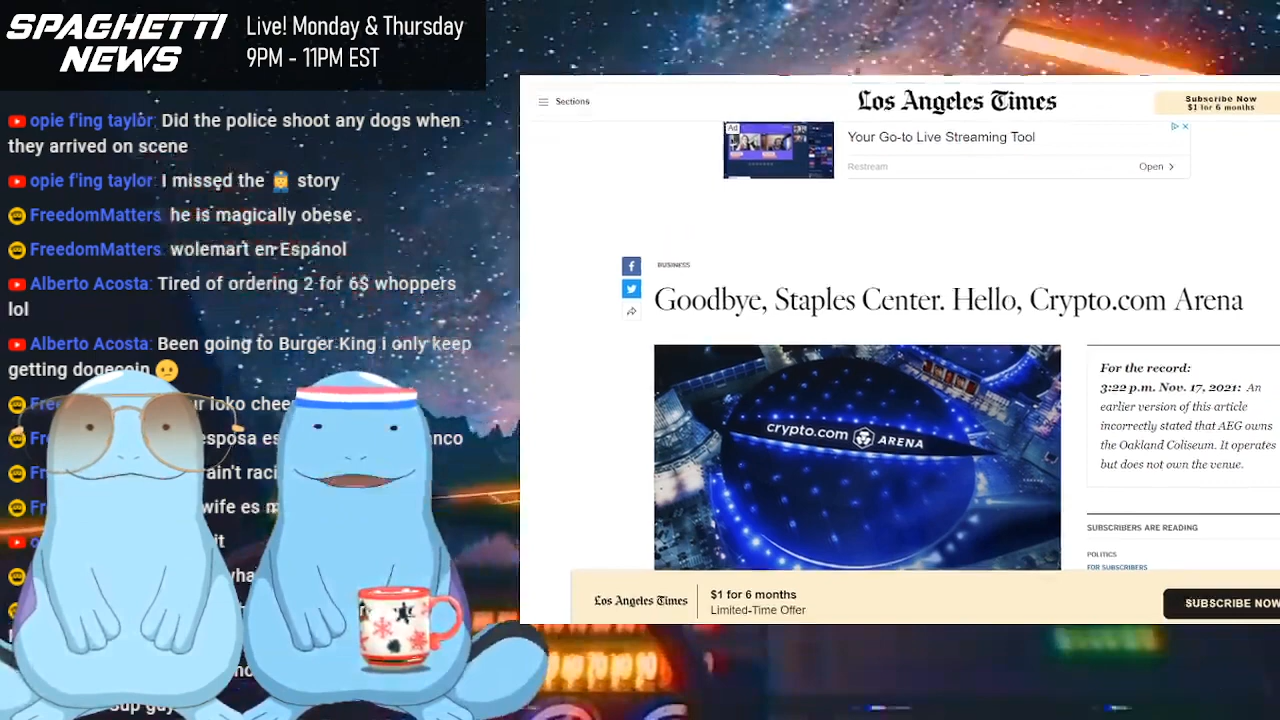 SPAGHETTI
NEWS
Live! Monday & Thursday
9PM - 11PM EST
opie f'ing taylor: Did the police shoot any dogs when
they arrived on scene
opie f'ing taylor: I missed the story
FreedomMatters: he is magically obese .
FreedomMatters: wolemart en Espanol
Alberto Acosta: Tired of ordering 2 for 6$ whoppers
lol
Alberto Acosta: Been going to Burger King i only keep
getting dogecoin
Sections
Los Angeles Times
Subscribe Now
$1 for 6 months
Ad
Your Go-to Live Streaming Tool
Restream
Open
BUSINESS
Goodbye, Staples Center. Hello, Crypto.com Arena
crypto.com ARENA
For the record:
3:22 p.m. Nov. 17, 2021: An
earlier version of this article
incorrectly stated that AEG owns
the Oakland Coliseum. It operates
but does not own the venue.
SUBSCRIBERS ARE READING
POLITICS
FOR SUBSCRIBERS
Los Angeles Times
$1 for 6 months
Limited-Time Offer
SUBSCRIBE NOW